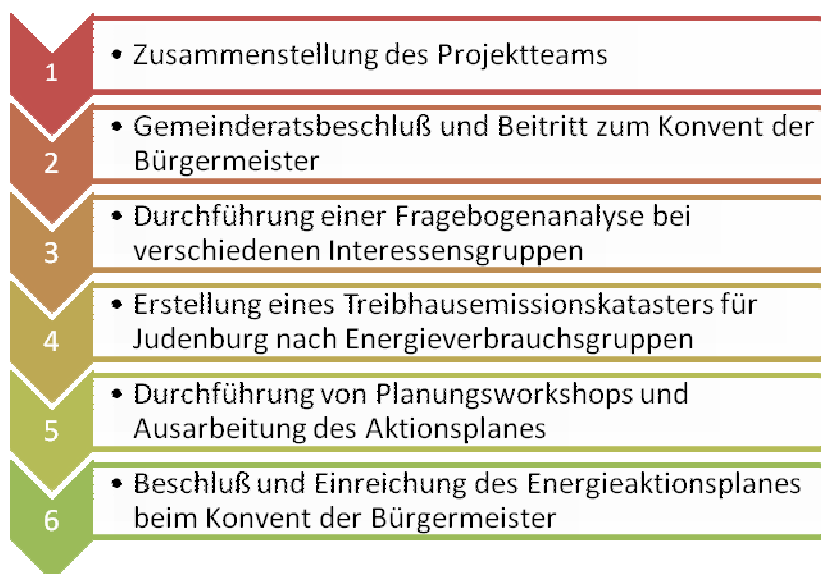 1
• Zusammenstellung des Projektteams
2
• Gemeinderatsbeschluß und Beitritt zum Konvent der
Bürgermeister
3
• Durchführung einer Fragebogenanalyse bei
verschiedenen Interessensgruppen
4
• Erstellung eines Treibhausemissionskatasters für
Judenburg nach Energieverbrauchsgruppen
5
• Durchführung von Planungsworkshops und
Ausarbeitung des Aktionsplanes
6
• Beschluß und Einreichung des Energieaktionsplanes
beim Konvent der Bürgermeister